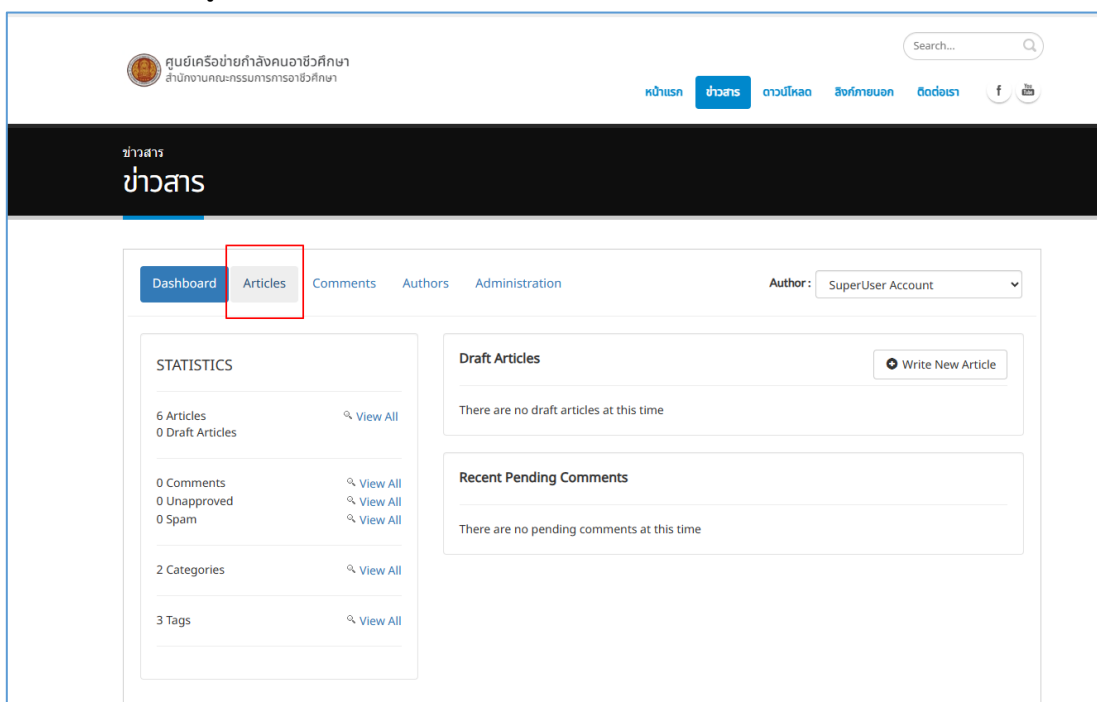 ศูนย์เครือข่ายกำลังคนอาชีวศึกษา
สำนักงานคณะกรรมการการอาชีวศึกษา
Search...
หน้าแรก ข่าวสาร ดาวน์โหลด ลิงก์ภายนอก ติดต่อเรา
ข่าวสาร
ข่าวสาร
Dashboard Articles Comments Authors Administration Author : SuperUser Account
STATISTICS
6 Articles View All
0 Draft Articles
0 Comments View All
0 Unapproved View All
0 Spam View All
2 Categories View All
3 Tags View All
Draft Articles Write New Article
There are no draft articles at this time
Recent Pending Comments
There are no pending comments at this time